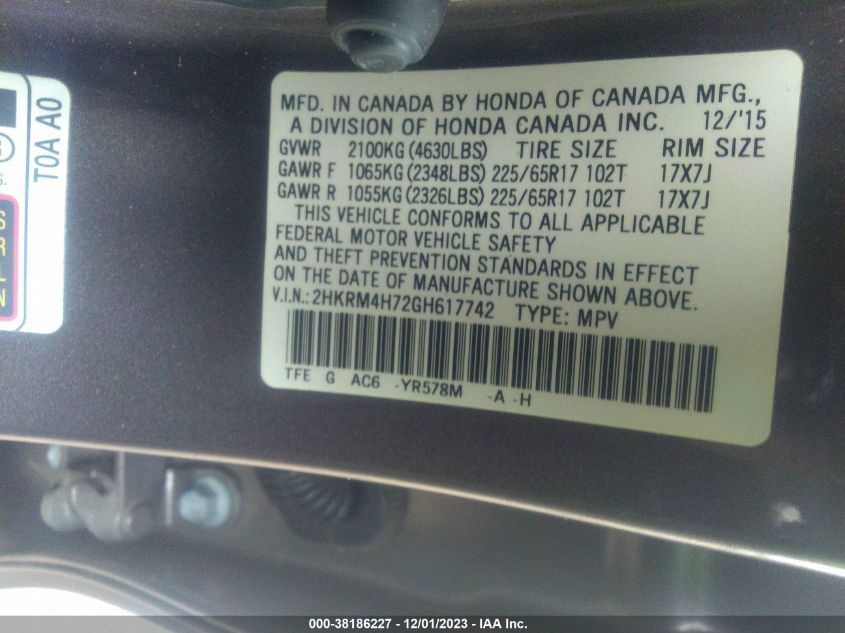 T0A A0
S
R
I
N
MFD. IN CANADA BY HONDA OF CANADA MFG.,
A DIVISION OF HONDA CANADA INC. 12/'15
GVWR 2100KG (4630LBS) TIRE SIZE RIM SIZE
GAWR F 1065KG (2348LBS) 225/65R17 102T 17X7J
GAWR R 1055KG (2326LBS) 225/65R17 102T 17X7J
THIS VEHICLE CONFORMS TO ALL APPLICABLE
FEDERAL MOTOR VEHICLE SAFETY
AND THEFT PREVENTION STANDARDS IN EFFECT
ON THE DATE OF MANUFACTURE SHOWN ABOVE.
V.I.N.: 2HKRM4H72GH617742 TYPE: MPV
TFE G AC6 -YR578M -A -H
000-38186227 - 12/01/2023 - IAA Inc.